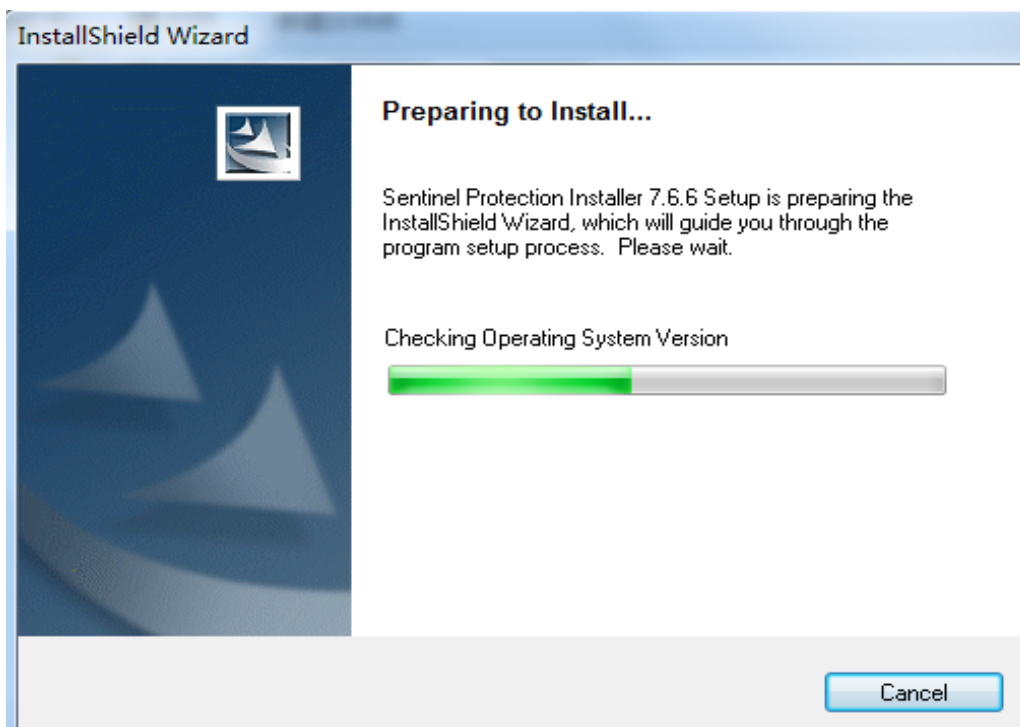 InstallShield Wizard
Preparing to Install...
Sentinel Protection Installer 7.6.6 Setup is preparing the
InstallShield Wizard, which will guide you through the
program setup process.  Please wait.
Checking Operating System Version
Cancel